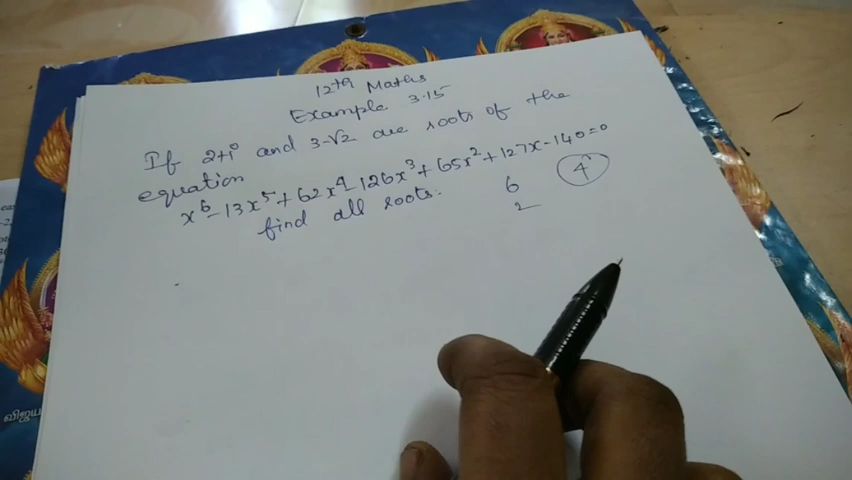 12th Maths
Example 3.15
If 2+i and 3-√2 are roots of the
equation
x⁶-13x⁵+62x⁴-126x³+65x²+127x-140=0
find all roots.
6
2
4
விஜய